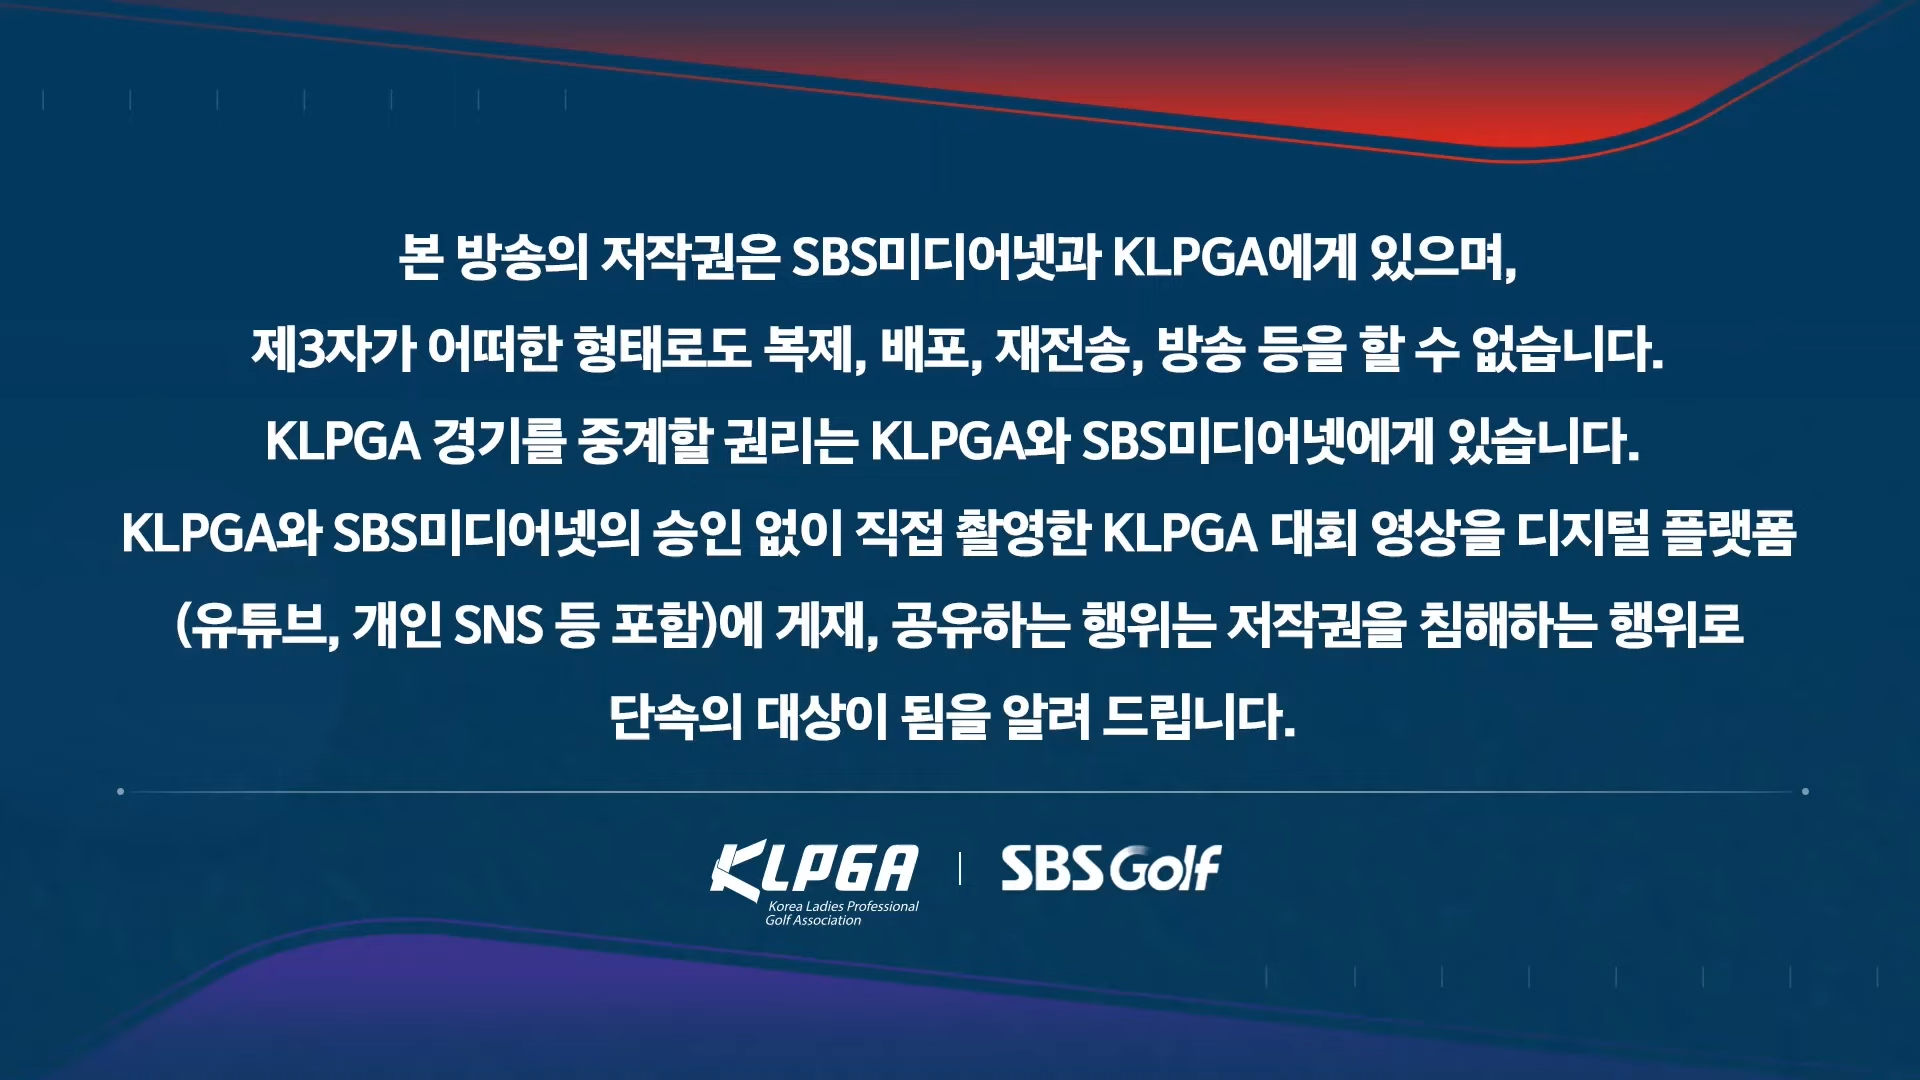 본 방송의 저작권은 SBS미디어넷과 KLPGA에게 있으며,
제3자가 어떠한 형태로도 복제, 배포, 재전송, 방송 등을 할 수 없습니다.
KLPGA 경기를 중계할 권리는 KLPGA와 SBS미디어넷에게 있습니다.
KLPGA와 SBS미디어넷의 승인 없이 직접 촬영한 KLPGA 대회 영상을 디지털 플랫폼
(유튜브, 개인 SNS 등 포함)에 게재, 공유하는 행위는 저작권을 침해하는 행위로
단속의 대상이 됨을 알려 드립니다.
KLPGA
Korea Ladies Professional
Golf Association
SBS Golf